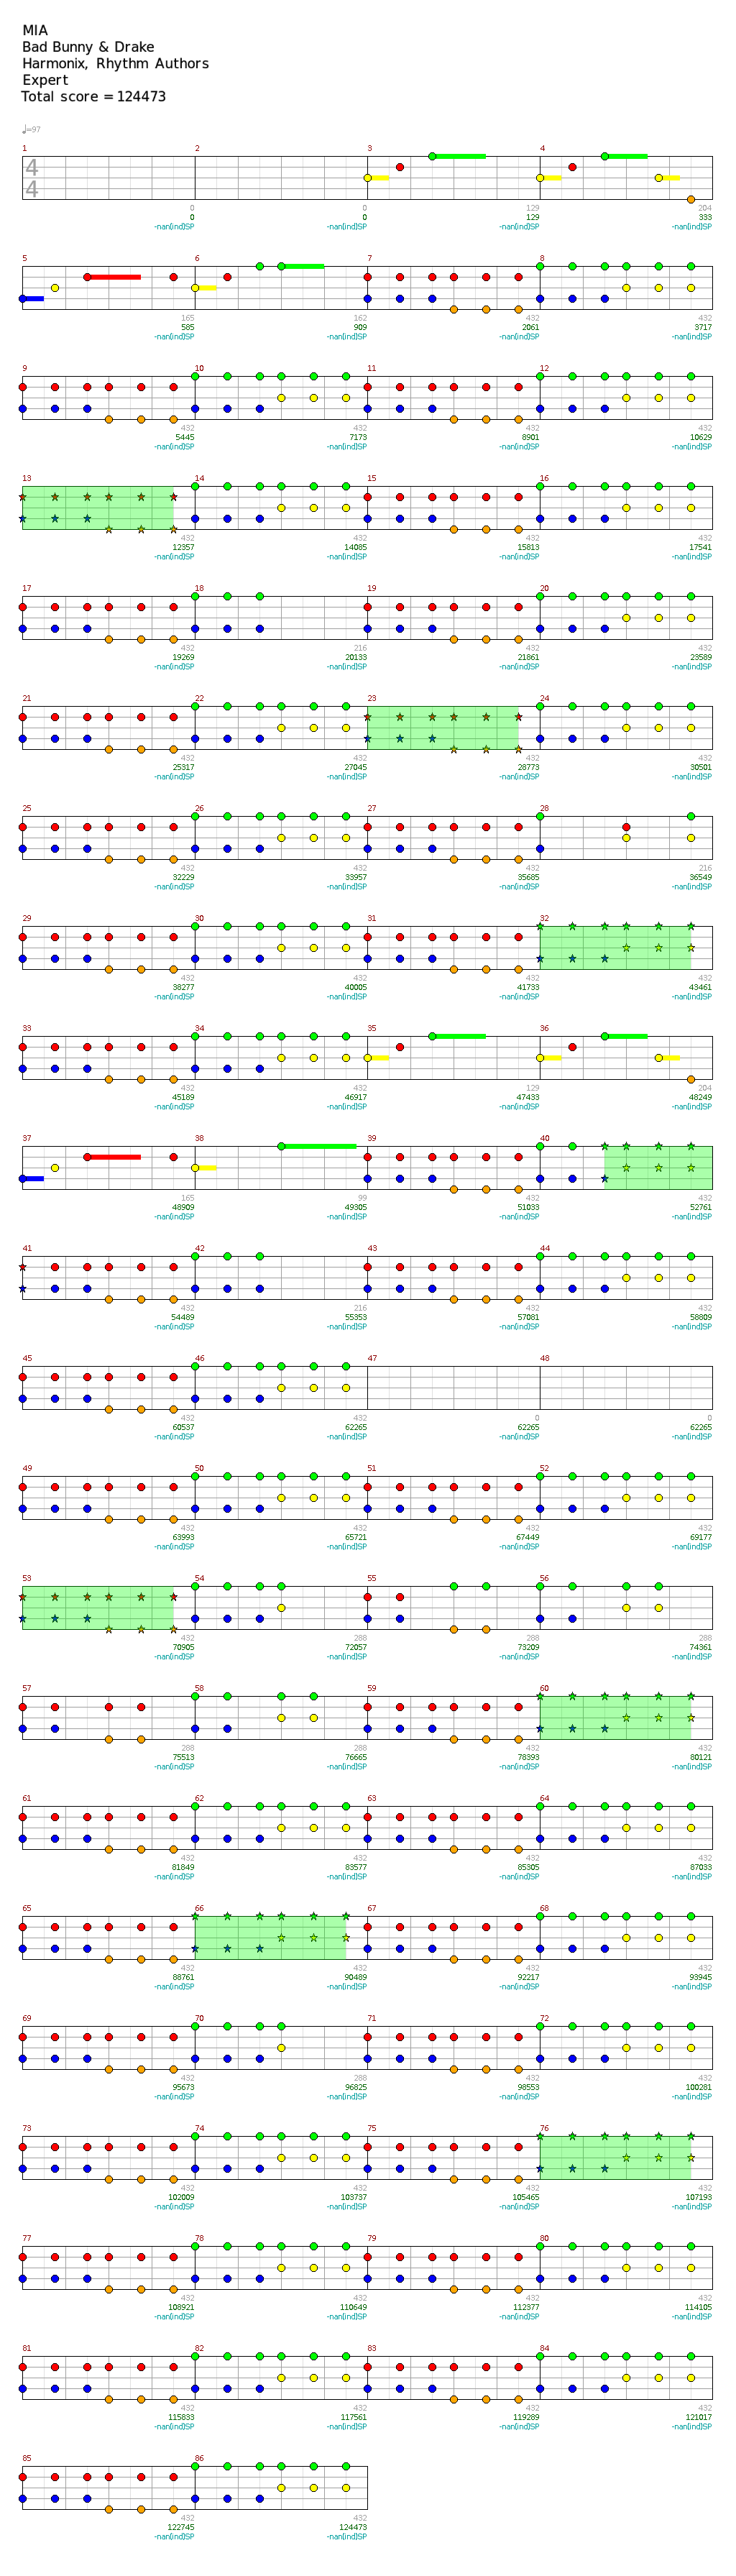 MIA
Bad Bunny & Drake
Harmonix, Rhythm Authors
Expert
Total score = 124473
♩=97
1 2 3 4
4
4
0 0 129 204
0 0 129 333
-nan(ind)SP -nan(ind)SP -nan(ind)SP -nan(ind)SP
5 6 7 8
165 162 432 432
585 909 2061 3717
-nan(ind)SP -nan(ind)SP -nan(ind)SP -nan(ind)SP
9 10 11 12
432 432 432 432
5445 7173 8901 10629
-nan(ind)SP -nan(ind)SP -nan(ind)SP -nan(ind)SP
13 14 15 16
432 432 432 432
12357 14085 15813 17541
-nan(ind)SP -nan(ind)SP -nan(ind)SP -nan(ind)SP
17 18 19 20
432 216 432 432
19269 20133 21861 23589
-nan(ind)SP -nan(ind)SP -nan(ind)SP -nan(ind)SP
21 22 23 24
432 432 432 432
25317 27045 28773 30501
-nan(ind)SP -nan(ind)SP -nan(ind)SP -nan(ind)SP
25 26 27 28
432 432 432 216
32229 33957 35685 36549
-nan(ind)SP -nan(ind)SP -nan(ind)SP -nan(ind)SP
29 30 31 32
432 432 432 432
38277 40005 41733 43461
-nan(ind)SP -nan(ind)SP -nan(ind)SP -nan(ind)SP
33 34 35 36
432 432 129 204
45189 46917 47433 48249
-nan(ind)SP -nan(ind)SP -nan(ind)SP -nan(ind)SP
37 38 39 40
165 99 432 432
48909 49305 51033 52761
-nan(ind)SP -nan(ind)SP -nan(ind)SP -nan(ind)SP
41 42 43 44
432 216 432 432
54489 55353 57081 58809
-nan(ind)SP -nan(ind)SP -nan(ind)SP -nan(ind)SP
45 46 47 48
432 432 0 0
60537 62265 62265 62265
-nan(ind)SP -nan(ind)SP -nan(ind)SP -nan(ind)SP
49 50 51 52
432 432 432 432
63993 65721 67449 69177
-nan(ind)SP -nan(ind)SP -nan(ind)SP -nan(ind)SP
53 54 55 56
432 288 288 288
70905 72057 73209 74361
-nan(ind)SP -nan(ind)SP -nan(ind)SP -nan(ind)SP
57 58 59 60
288 288 432 432
75513 76665 78393 80121
-nan(ind)SP -nan(ind)SP -nan(ind)SP -nan(ind)SP
61 62 63 64
432 432 432 432
81849 83577 85305 87033
-nan(ind)SP -nan(ind)SP -nan(ind)SP -nan(ind)SP
65 66 67 68
432 432 432 432
88761 90489 92217 93945
-nan(ind)SP -nan(ind)SP -nan(ind)SP -nan(ind)SP
69 70 71 72
432 288 432 432
95673 96825 98553 100281
-nan(ind)SP -nan(ind)SP -nan(ind)SP -nan(ind)SP
73 74 75 76
432 432 432 432
102009 103737 105465 107193
-nan(ind)SP -nan(ind)SP -nan(ind)SP -nan(ind)SP
77 78 79 80
432 432 432 432
108921 110649 112377 114105
-nan(ind)SP -nan(ind)SP -nan(ind)SP -nan(ind)SP
81 82 83 84
432 432 432 432
115833 117561 119289 121017
-nan(ind)SP -nan(ind)SP -nan(ind)SP -nan(ind)SP
85 86
432 432
122745 124473
-nan(ind)SP -nan(ind)SP